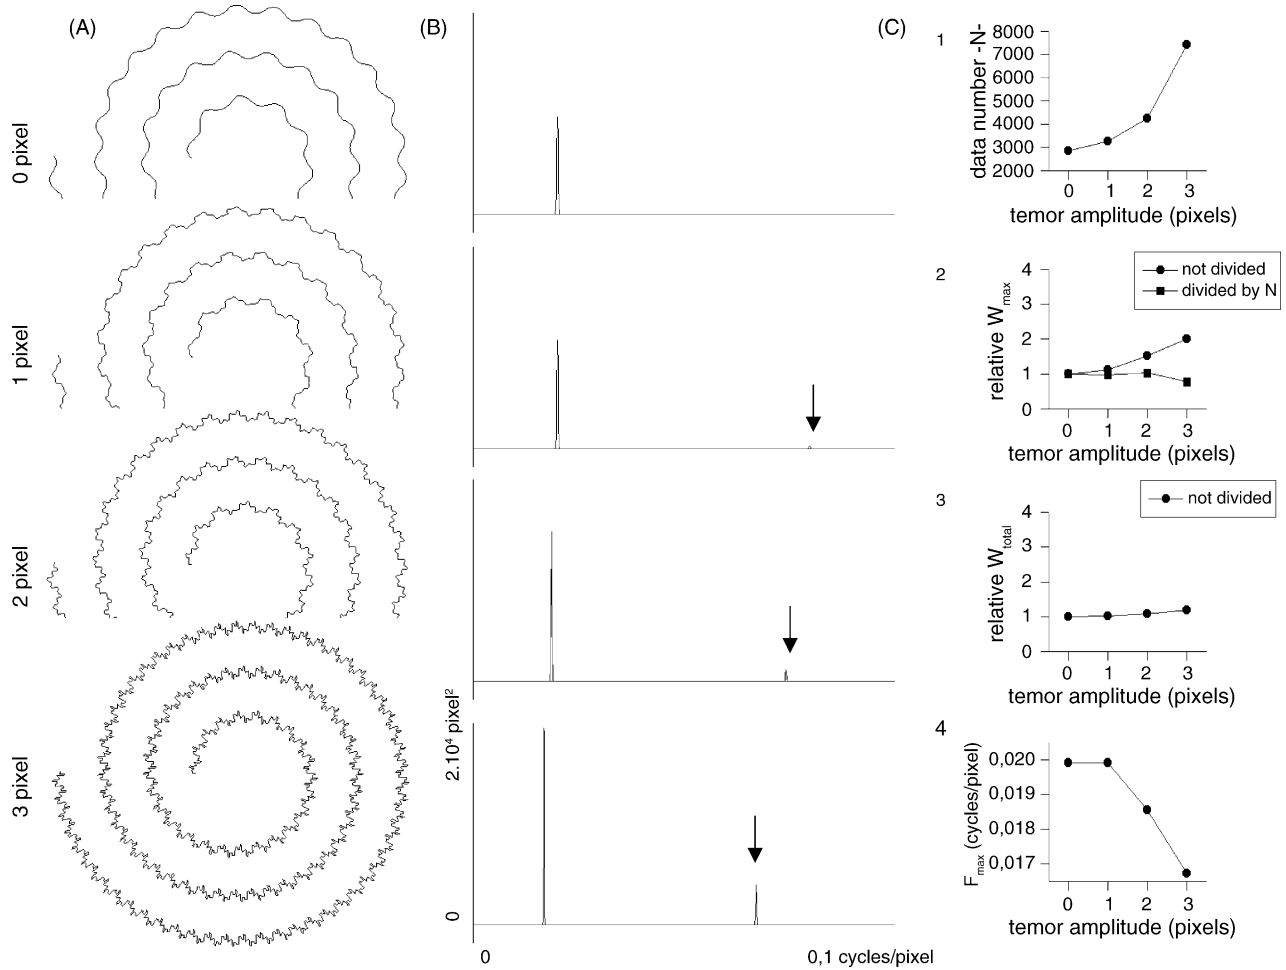 (A)
0 pixel
1 pixel
2 pixel
3 pixel
(B)
2.10⁴ pixel²
0
0
0,1 cycles/pixel
(C)
1
data number -N-
8000
7000
6000
5000
4000
3000
2000
0 1 2 3
temor amplitude (pixels)
2
not divided
divided by N
relative Wmax
4
3
2
1
0
0 1 2 3
temor amplitude (pixels)
3
not divided
relative Wtotal
4
3
2
1
0
0 1 2 3
temor amplitude (pixels)
4
Fmax (cycles/pixel)
0,020
0,019
0,018
0,017
0 1 2 3
temor amplitude (pixels)